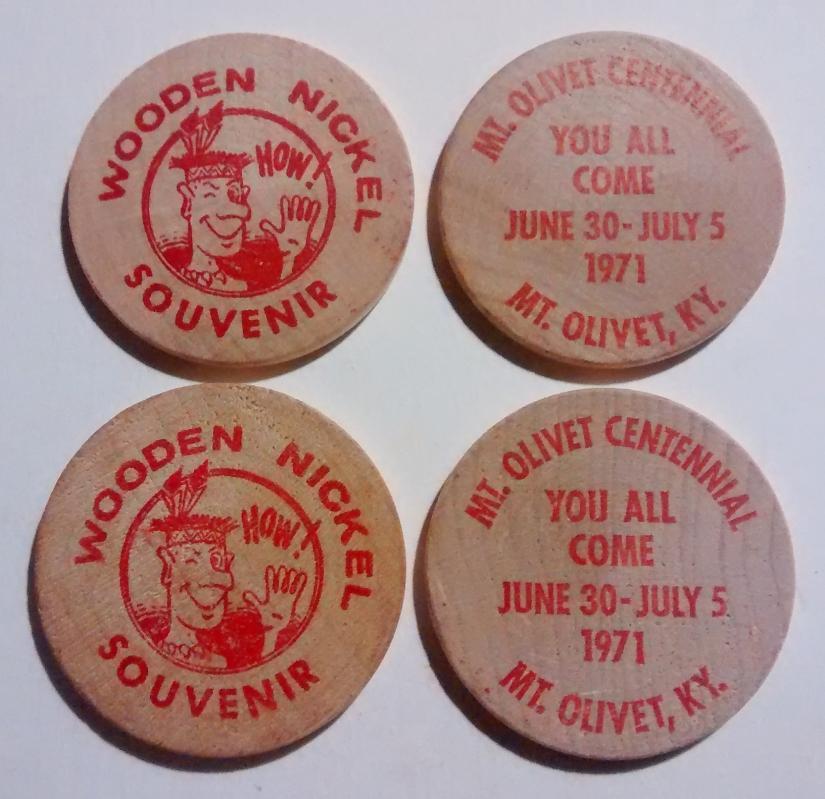 WOODEN NICKEL
HOW!
SOUVENIR
MT. OLIVET CENTENNIAL
YOU ALL
COME
JUNE 30-JULY 5
1971
MT. OLIVET, KY.
WOODEN NICKEL
HOW!
SOUVENIR
MT. OLIVET CENTENNIAL
YOU ALL
COME
JUNE 30-JULY 5
1971
MT. OLIVET, KY.